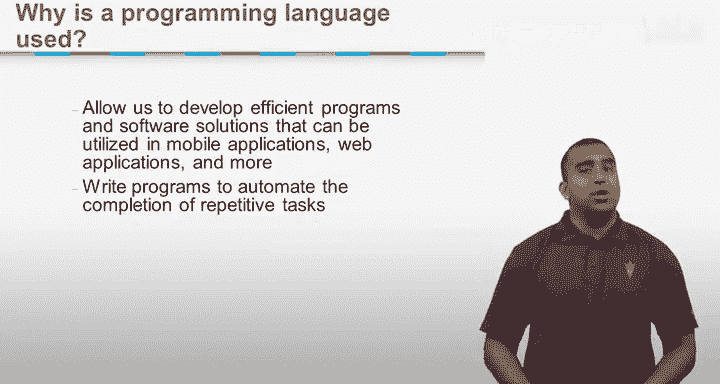 Why is a programming language
used?
- Allow us to develop efficient programs
and software solutions that can be
utilized in mobile applications, web
applications, and more
- Write programs to automate the
completion of repetitive tasks